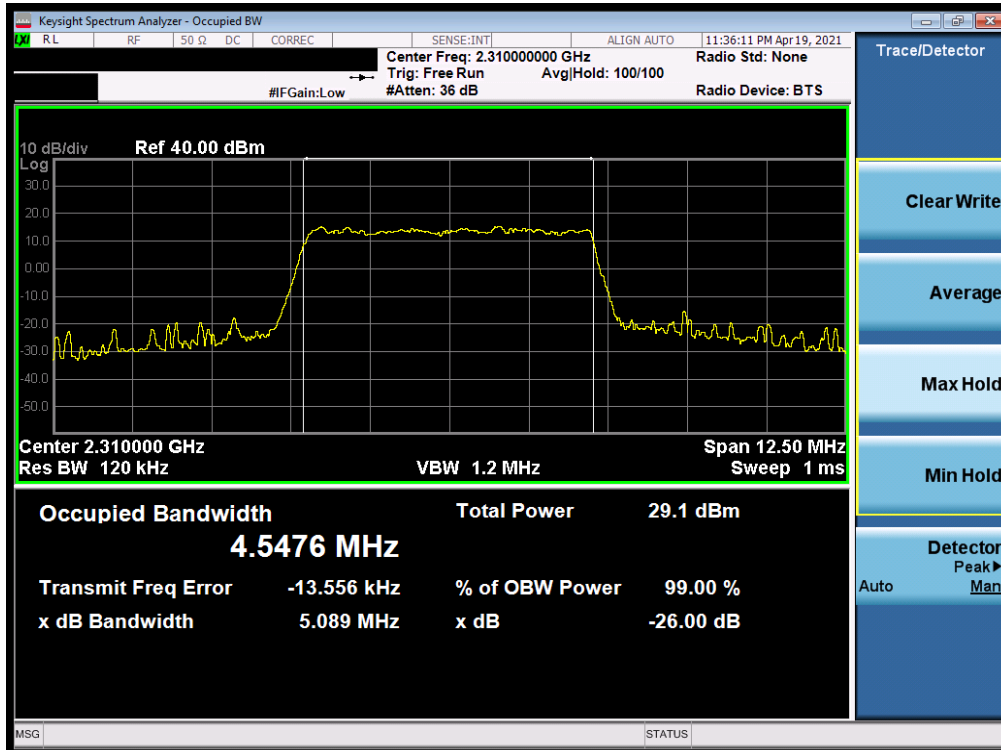 Keysight Spectrum Analyzer - Occupied BW
LXI RL RF 50 Ω DC CORREC SENSE:INT ALIGN AUTO 11:36:11 PM Apr 19, 2021
Center Freq: 2.310000000 GHz Radio Std: None
Trig: Free Run Avg|Hold: 100/100
#IFGain:Low #Atten: 36 dB Radio Device: BTS
10 dB/div Ref 40.00 dBm
Log
30.0
20.0
10.0
0.00
-10.0
-20.0
-30.0
-40.0
-50.0
Center 2.310000 GHz Span 12.50 MHz
Res BW 120 kHz VBW 1.2 MHz Sweep 1 ms
Occupied Bandwidth Total Power 29.1 dBm
4.5476 MHz
Transmit Freq Error -13.556 kHz % of OBW Power 99.00 %
x dB Bandwidth 5.089 MHz x dB -26.00 dB
MSG STATUS
Trace/Detector
Clear Write
Average
Max Hold
Min Hold
Detector
Peak▶
Auto Man